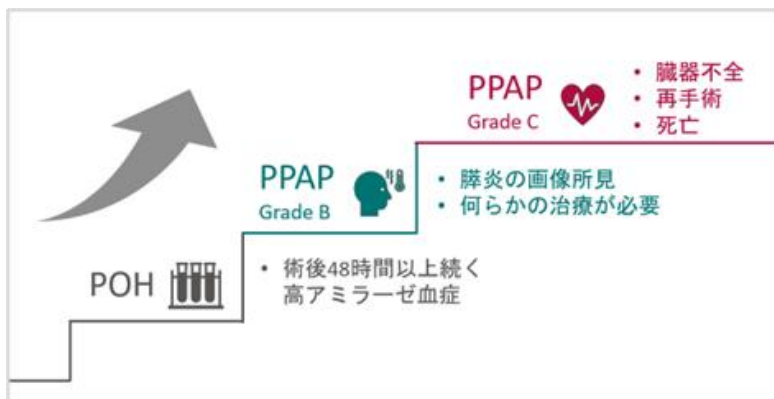 PPAP
Grade C
• 臓器不全
• 再手術
• 死亡
PPAP
Grade B
• 膵炎の画像所見
• 何らかの治療が必要
POH
• 術後48時間以上続く
高アミラーゼ血症